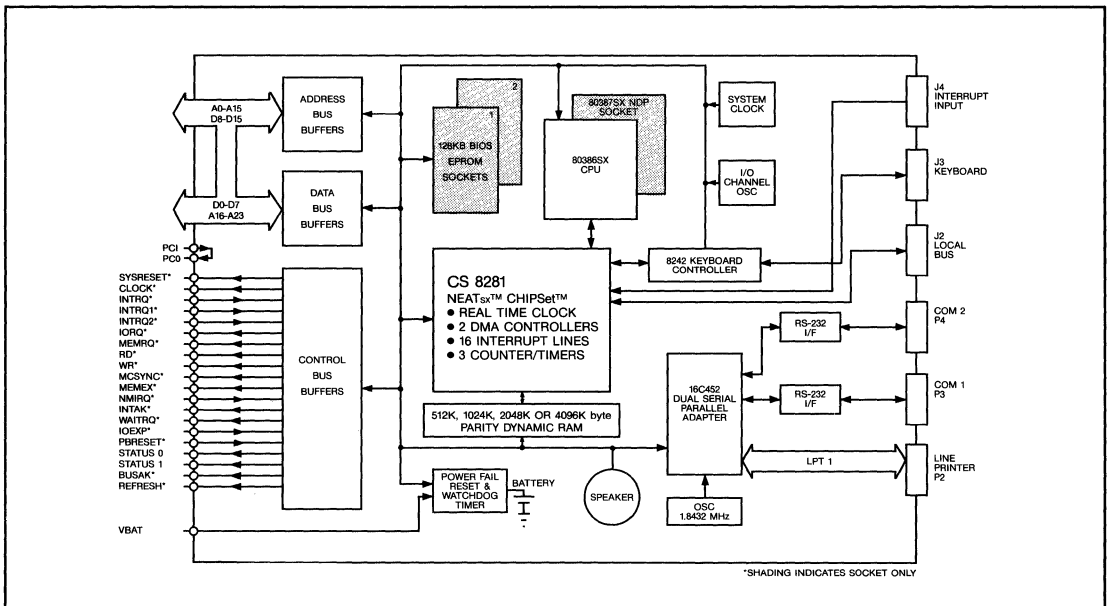 A0-A15
D8-D15
ADDRESS
BUS
BUFFERS
D0-D7
A16-A23
DATA
BUS
BUFFERS
PCI
PC0
SYSRESET*
CLOCK*
INTRQ*
INTRQ1*
INTRQ2*
IORQ*
MEMRQ*
RD*
WR*
MCSYNC*
MEMEX*
NMIRQ*
INTAK*
WAITRQ*
IOEXP*
PBRESET*
STATUS 0
STATUS 1
BUSAK*
REFRESH*
VBAT
CONTROL
BUS
BUFFERS
2
1
128KB BIOS
EPROM
SOCKETS
80387SX NDP
SOCKET
80386SX
CPU
SYSTEM
CLOCK
I/O
CHANNEL
OSC
8242 KEYBOARD
CONTROLLER
CS 8281
NEATsx™ CHIPSet™
• REAL TIME CLOCK
• 2 DMA CONTROLLERS
• 16 INTERRUPT LINES
• 3 COUNTER/TIMERS
512K, 1024K, 2048K OR 4096K byte
PARITY DYNAMIC RAM
POWER FAIL
RESET &
WATCHDOG
TIMER
BATTERY
SPEAKER
16C452
DUAL SERIAL
PARALLEL
ADAPTER
OSC
1.8432 MHz
RS-232
I/F
RS-232
I/F
LPT 1
J4
INTERRUPT
INPUT
J3
KEYBOARD
J2
LOCAL
BUS
COM 2
P4
COM 1
P3
LINE
PRINTER
P2
*SHADING INDICATES SOCKET ONLY